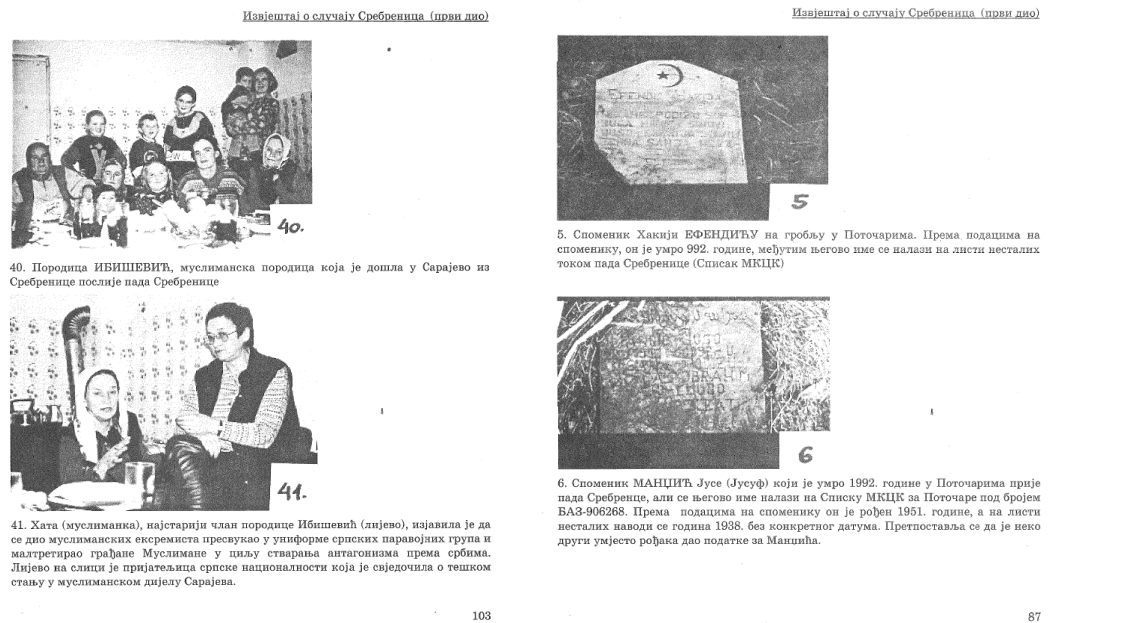 Извјештај о случају Сребреница (први дио)
40.
40. Породица ИБИШЕВИЋ, муслиманска породица која је дошла у Сарајево из
Сребренице послије пада Сребренице
41.
41. Хата (муслиманка), најстарији члан породице Ибишевић (лијево), изјавила је да
се дио муслиманских ексремиста пресвукао у униформе српских паравојних група и
малтретирао грађане Муслимане у циљу стварања антагонизма према србима.
Лијево на слици је пријатељица српске националности која је свједочила о тешком
стању у муслиманском дијелу Сарајева.
103
Извјештај о случају Сребреница (први дио)
5
5. Споменик Хакији ЕФЕНДИЋУ на гробљу у Поточарима. Према подацима на
споменику, он је умро 992. године, међутим његово име се налази на листи несталих
током пада Сребренице (Списак МКЦК)
IBRAHIM
6
6. Споменик МАНЏИЋ Јусе (Јусуф) који је умро 1992. године у Поточарима прије
пада Сребренце, али се његово име налази на Списку МКЦК за Поточаре под бројем
БАЗ-906268. Према подацима на споменику он је рођен 1951. године, а на листи
несталих наводи се година 1938. без конкретног датума. Претпоставља се да је неко
други умјесто рођака дао податке за Манџића.
87